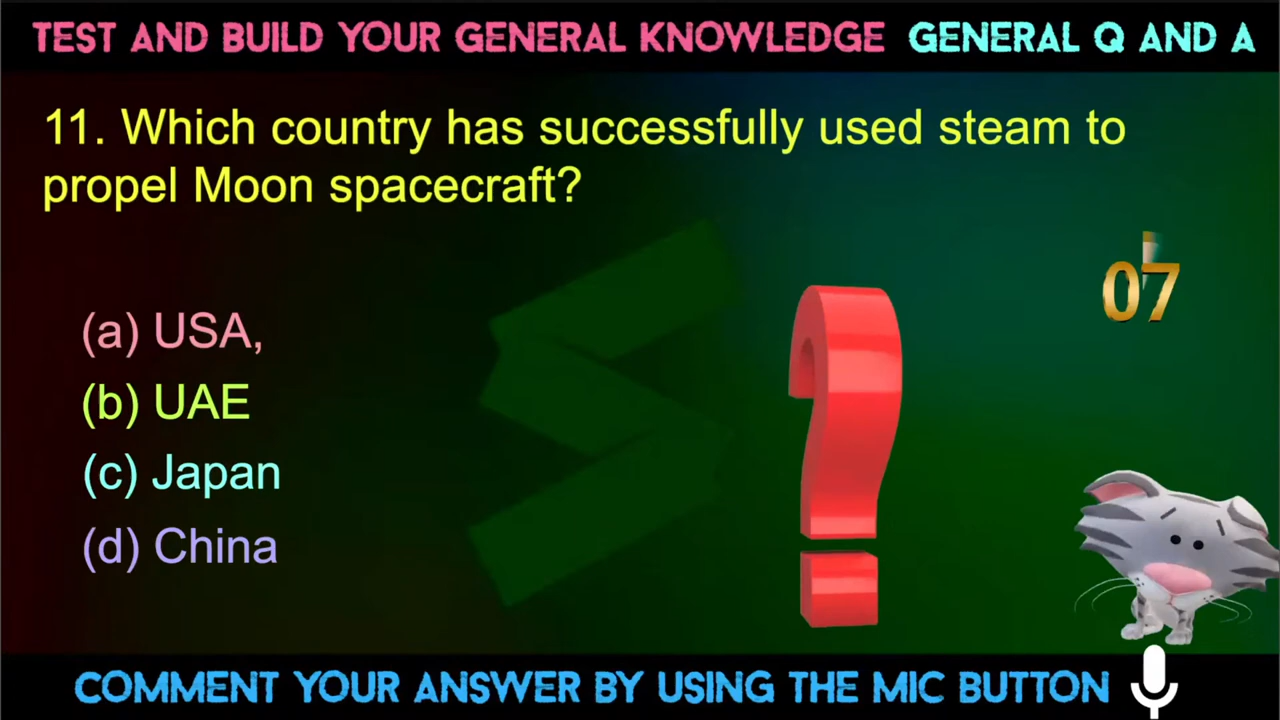 TEST AND BUILD YOUR GENERAL KNOWLEDGE GENERAL Q AND A
11. Which country has successfully used steam to
propel Moon spacecraft?
07
(a) USA,
(b) UAE
(c) Japan
(d) China
COMMENT YOUR ANSWER BY USING THE MIC BUTTON